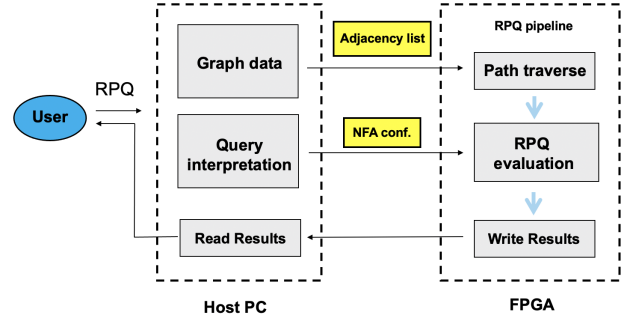 Adjacency list
RPQ pipeline
Graph data
Path traverse
RPQ
User
NFA conf.
Query
interpretation
RPQ
evaluation
Read Results
Write Results
Host PC
FPGA